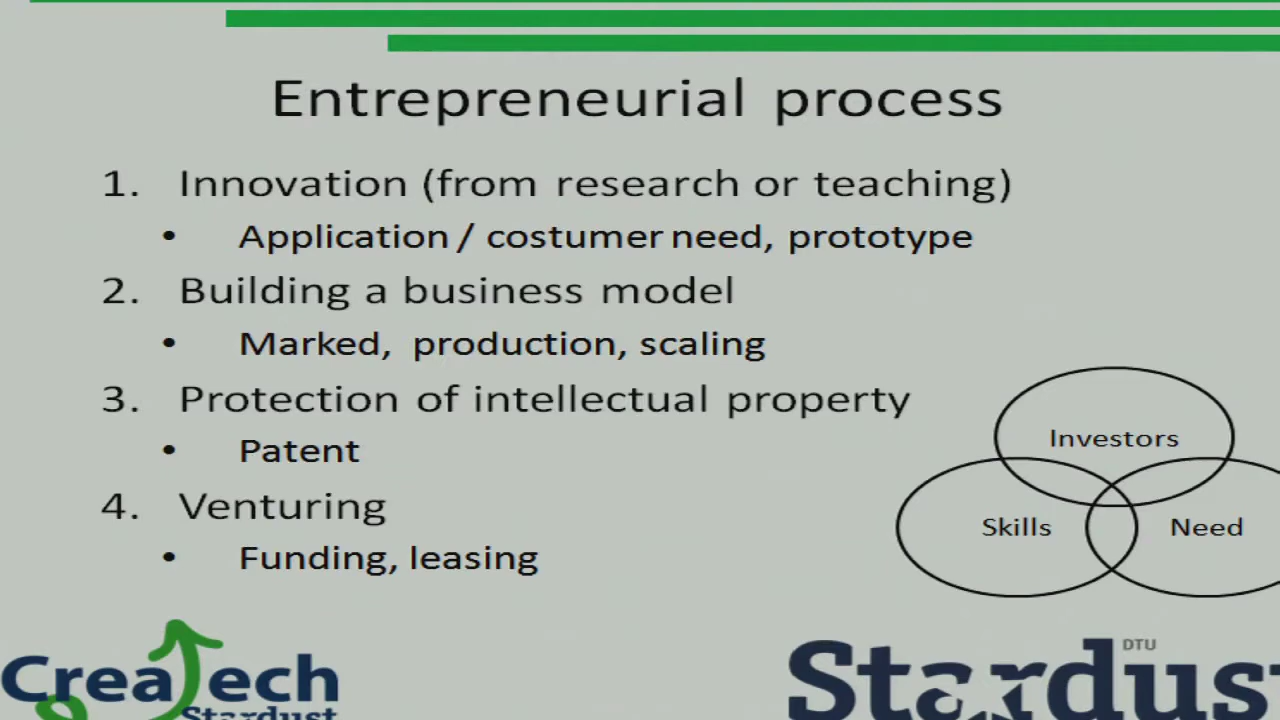 Entrepreneurial process
1. Innovation (from research or teaching)
• Application / costumer need, prototype
2. Building a business model
• Marked, production, scaling
3. Protection of intellectual property
• Patent
4. Venturing
• Funding, leasing
Investors
Skills
Need
CreaTech
Stardust
DTU
Stardust